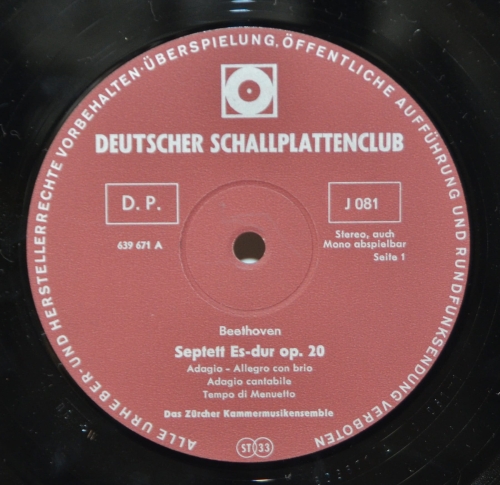 ALLE URHEBER- UND HERSTELLERRECHTE VORBEHALTEN · ÜBERSPIELUNG, ÖFFENTLICHE AUFFÜHRUNG UND RUNDFUNKSENDUNG VERBOTEN
DEUTSCHER SCHALLPLATTENCLUB
D. P.
J 081
639 671 A
Stereo, auch
Mono abspielbar
Seite 1
Beethoven
Septett Es-dur op. 20
Adagio - Allegro con brio
Adagio cantabile
Tempo di Menuetto
Das Zürcher Kammermusikensemble
ST 33